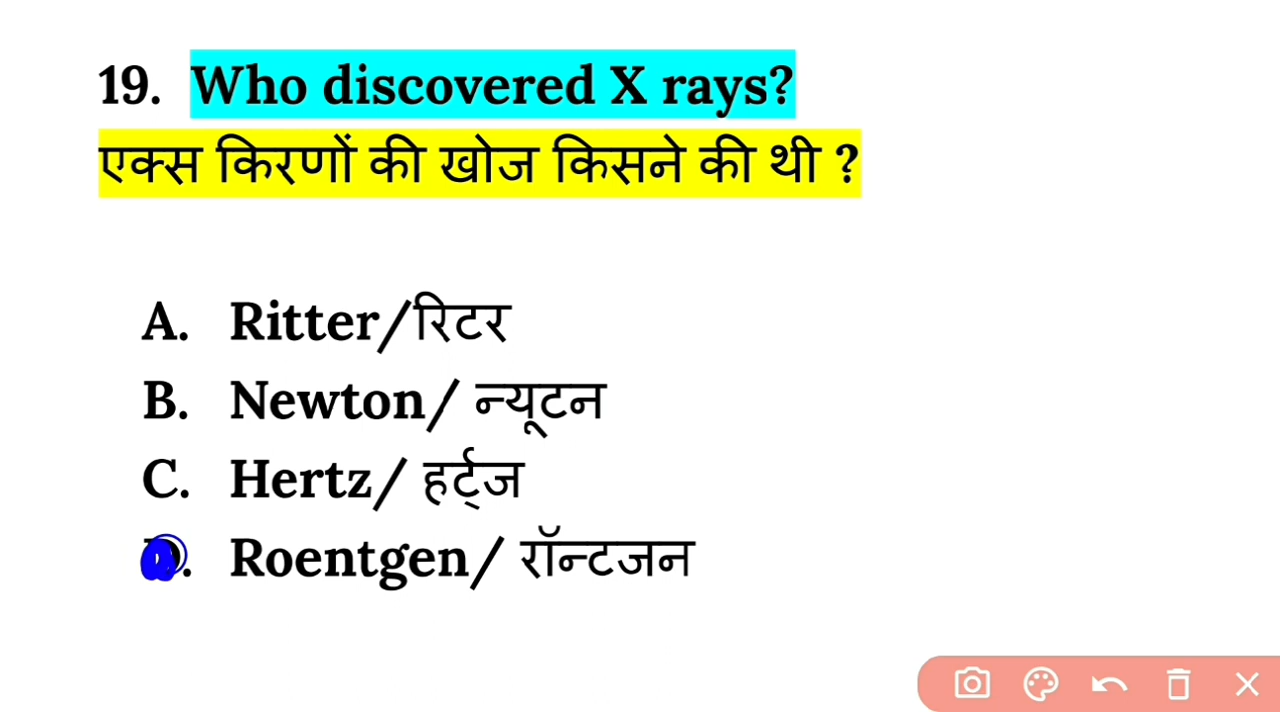 19. Who discovered X rays?
एक्स किरणों की खोज किसने की थी ?
A. Ritter/रिटर
B. Newton/ न्यूटन
C. Hertz/ हर्ट्ज
D. Roentgen/ रॉन्टजन